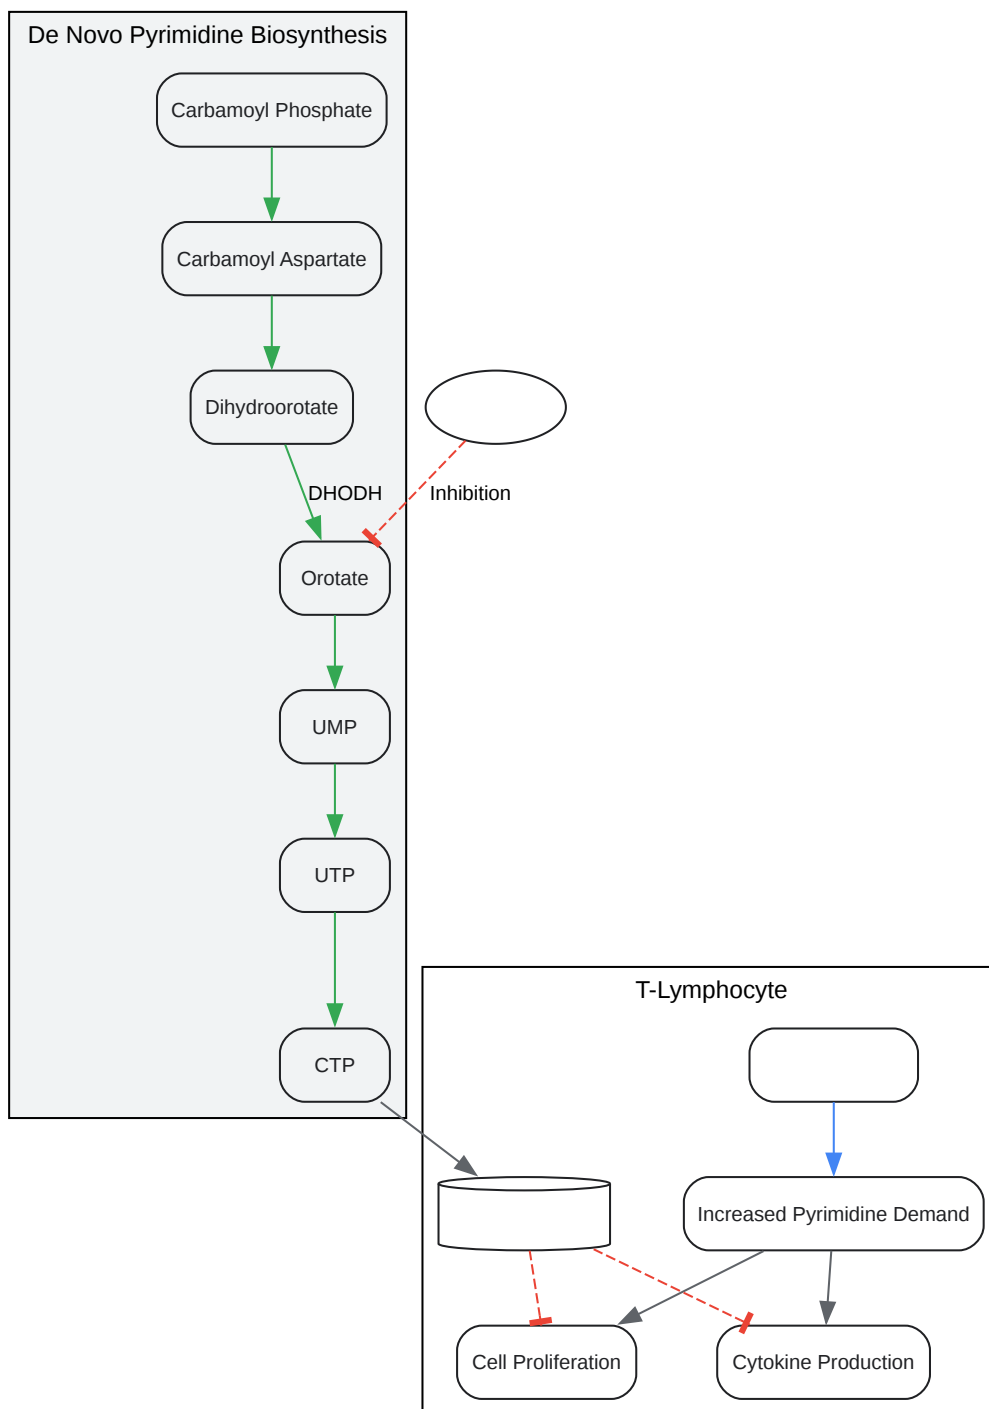 De Novo Pyrimidine Biosynthesis
Carbamoyl Phosphate
Carbamoyl Aspartate
Dihydroorotate
DHODH
Inhibition
Orotate
UMP
UTP
CTP
T-Lymphocyte
Increased Pyrimidine Demand
Cell Proliferation
Cytokine Production